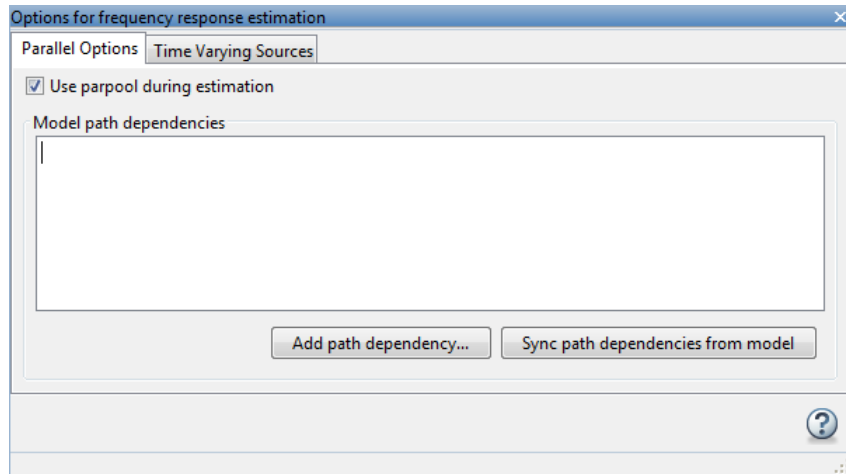 Options for frequency response estimation
Parallel Options Time Varying Sources
Use parpool during estimation
Model path dependencies
Add path dependency... Sync path dependencies from model
?